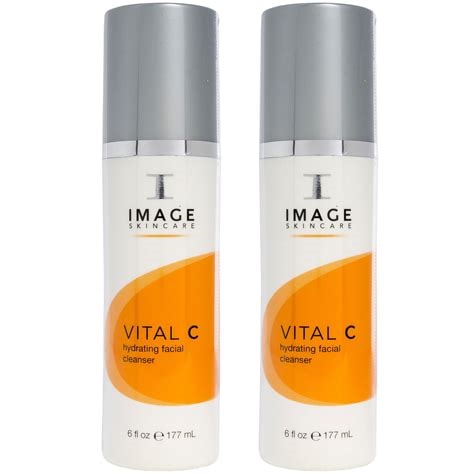 I
IMAGE
SKINCARE
VITAL C
hydrating facial
cleanser
6 fl oz ℮ 177 mL
I
IMAGE
SKINCARE
VITAL C
hydrating facial
cleanser
6 fl oz ℮ 177 mL